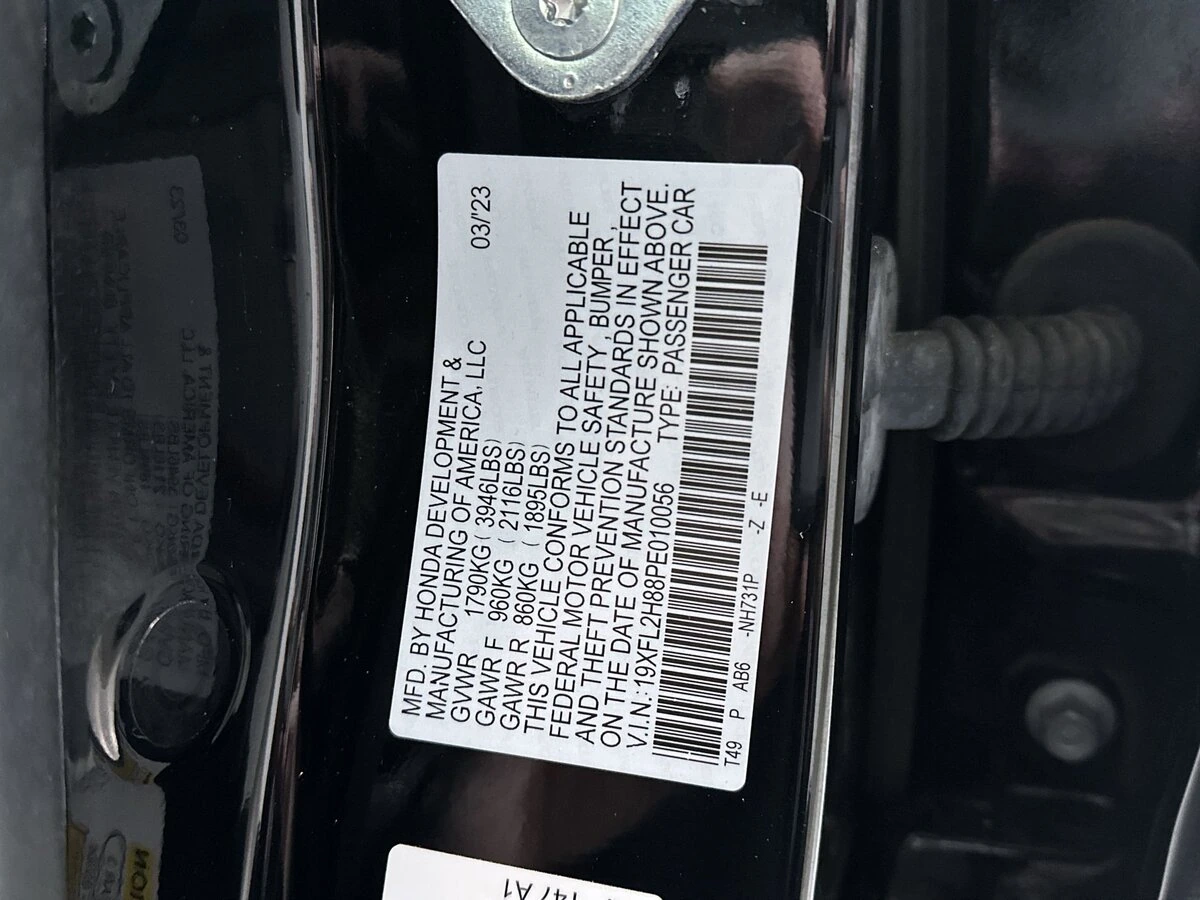 MFD. BY HONDA DEVELOPMENT &
MANUFACTURING OF AMERICA, LLC 03/'23
GVWR 1790KG ( 3946LBS)
GAWR F 960KG ( 2116LBS)
GAWR R 860KG ( 1895LBS)
THIS VEHICLE CONFORMS TO ALL APPLICABLE
FEDERAL MOTOR VEHICLE SAFETY, BUMPER,
AND THEFT PREVENTION STANDARDS IN EFFECT
ON THE DATE OF MANUFACTURE SHOWN ABOVE.
V.I.N.:19XFL2H88PE010056 TYPE: PASSENGER CAR
T49 P AB6 -NH731P -Z -E
147 A1